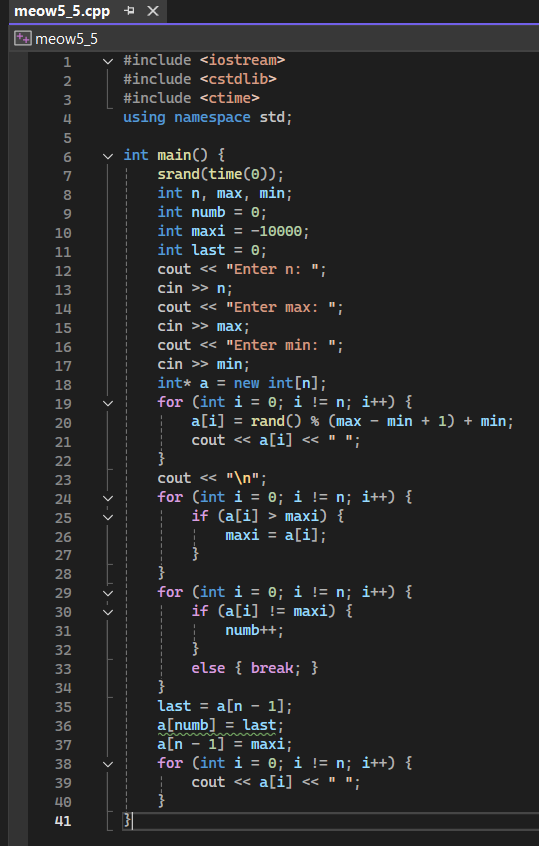 meow5_5.cpp
meow5_5
1 #include <iostream>
2 #include <cstdlib>
3 #include <ctime>
4 using namespace std;
5
6 int main() {
7 srand(time(0));
8 int n, max, min;
9 int numb = 0;
10 int maxi = -10000;
11 int last = 0;
12 cout << "Enter n: ";
13 cin >> n;
14 cout << "Enter max: ";
15 cin >> max;
16 cout << "Enter min: ";
17 cin >> min;
18 int* a = new int[n];
19 for (int i = 0; i != n; i++) {
20 a[i] = rand() % (max - min + 1) + min;
21 cout << a[i] << " ";
22 }
23 cout << "\n";
24 for (int i = 0; i != n; i++) {
25 if (a[i] > maxi) {
26 maxi = a[i];
27 }
28 }
29 for (int i = 0; i != n; i++) {
30 if (a[i] != maxi) {
31 numb++;
32 }
33 else { break; }
34 }
35 last = a[n - 1];
36 a[numb] = last;
37 a[n - 1] = maxi;
38 for (int i = 0; i != n; i++) {
39 cout << a[i] << " ";
40 }
41 }